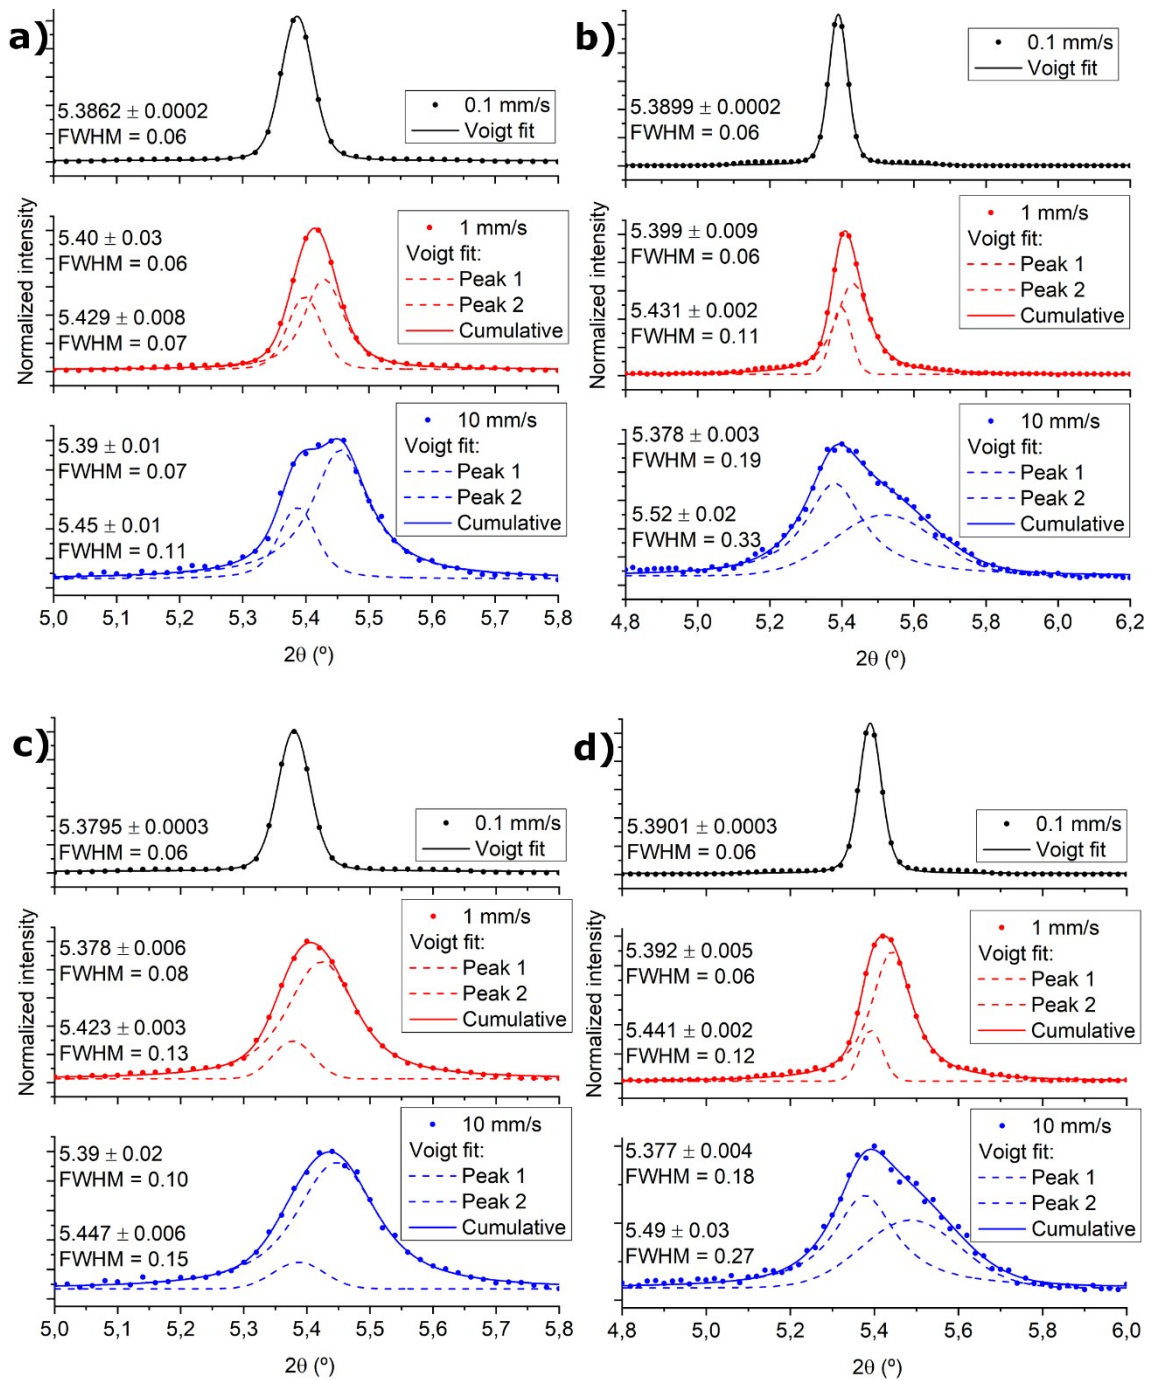 a)
5.3862 ± 0.0002
FWHM = 0.06
0.1 mm/s
Voigt fit
5.40 ± 0.03
FWHM = 0.06
5.429 ± 0.008
FWHM = 0.07
1 mm/s
Voigt fit:
Peak 1
Peak 2
Cumulative
5.39 ± 0.01
FWHM = 0.07
5.45 ± 0.01
FWHM = 0.11
10 mm/s
Voigt fit:
Peak 1
Peak 2
Cumulative
Normalized intensity
5,0 5,1 5,2 5,3 5,4 5,5 5,6 5,7 5,8
2θ (º)
b)
5.3899 ± 0.0002
FWHM = 0.06
0.1 mm/s
Voigt fit
5.399 ± 0.009
FWHM = 0.06
5.431 ± 0.002
FWHM = 0.11
1 mm/s
Voigt fit:
Peak 1
Peak 2
Cumulative
5.378 ± 0.003
FWHM = 0.19
5.52 ± 0.02
FWHM = 0.33
10 mm/s
Voigt fit:
Peak 1
Peak 2
Cumulative
Normalized intensity
4,8 5,0 5,2 5,4 5,6 5,8 6,0 6,2
2θ (º)
c)
5.3795 ± 0.0003
FWHM = 0.06
0.1 mm/s
Voigt fit
5.378 ± 0.006
FWHM = 0.08
5.423 ± 0.003
FWHM = 0.13
1 mm/s
Voigt fit:
Peak 1
Peak 2
Cumulative
5.39 ± 0.02
FWHM = 0.10
5.447 ± 0.006
FWHM = 0.15
10 mm/s
Voigt fit:
Peak 1
Peak 2
Cumulative
Normalized intensity
5,0 5,1 5,2 5,3 5,4 5,5 5,6 5,7 5,8
2θ (º)
d)
5.3901 ± 0.0003
FWHM = 0.06
0.1 mm/s
Voigt fit
5.392 ± 0.005
FWHM = 0.06
5.441 ± 0.002
FWHM = 0.12
1 mm/s
Voigt fit:
Peak 1
Peak 2
Cumulative
5.377 ± 0.004
FWHM = 0.18
5.49 ± 0.03
FWHM = 0.27
10 mm/s
Voigt fit:
Peak 1
Peak 2
Cumulative
Normalized intensity
4,8 5,0 5,2 5,4 5,6 5,8 6,0
2θ (º)